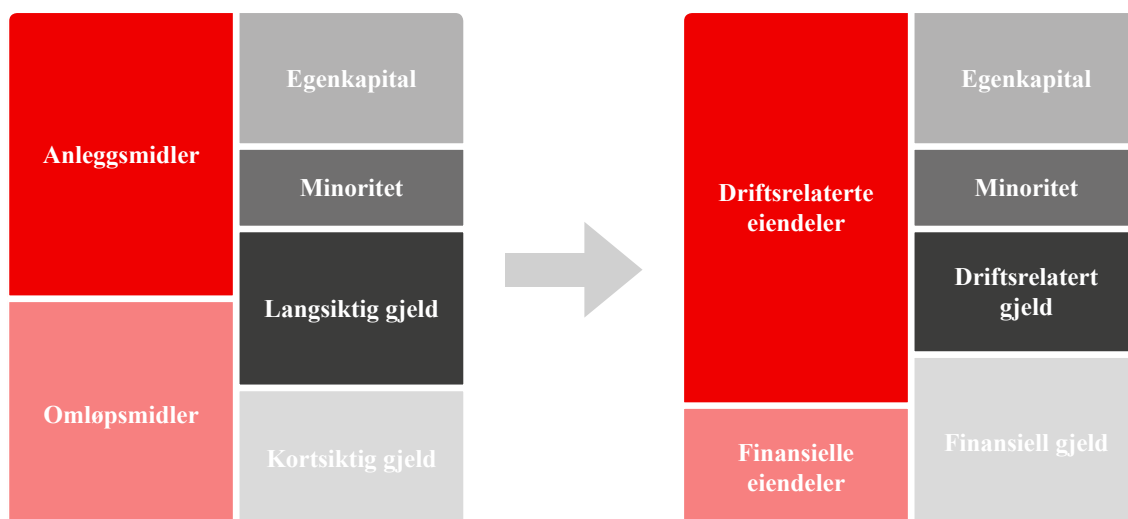 Anleggsmidler
Omløpsmidler
Egenkapital
Minoritet
Langsiktig gjeld
Kortsiktig gjeld
Driftsrelaterte
eiendeler
Finansielle
eiendeler
Egenkapital
Minoritet
Driftsrelatert
gjeld
Finansiell gjeld